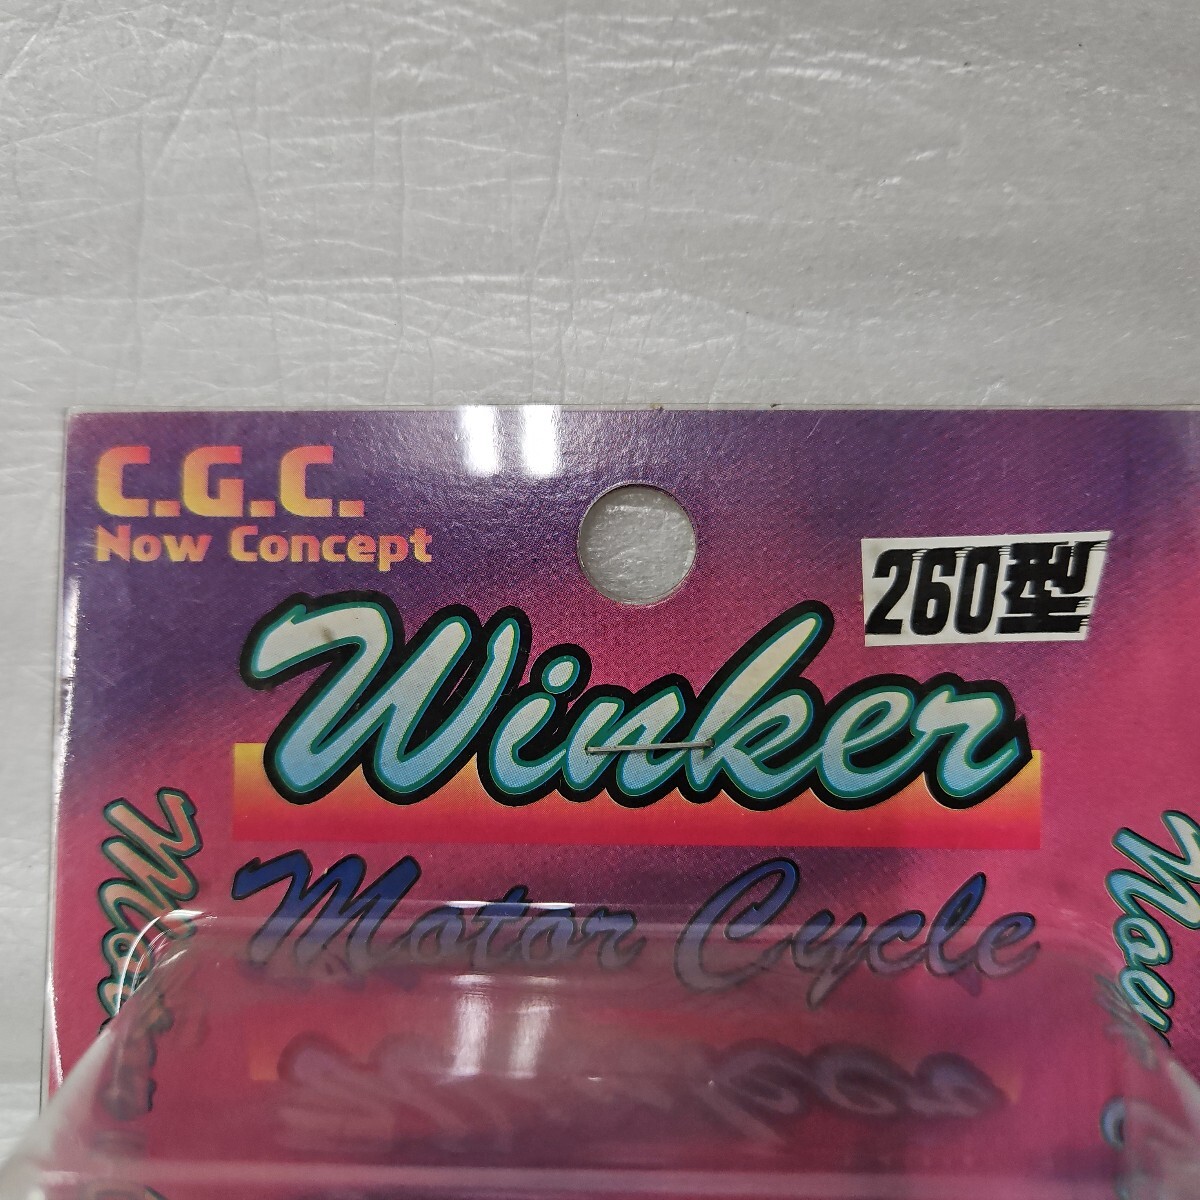 C.G.C.
Now Concept
260型
Winker
Motor Cycle